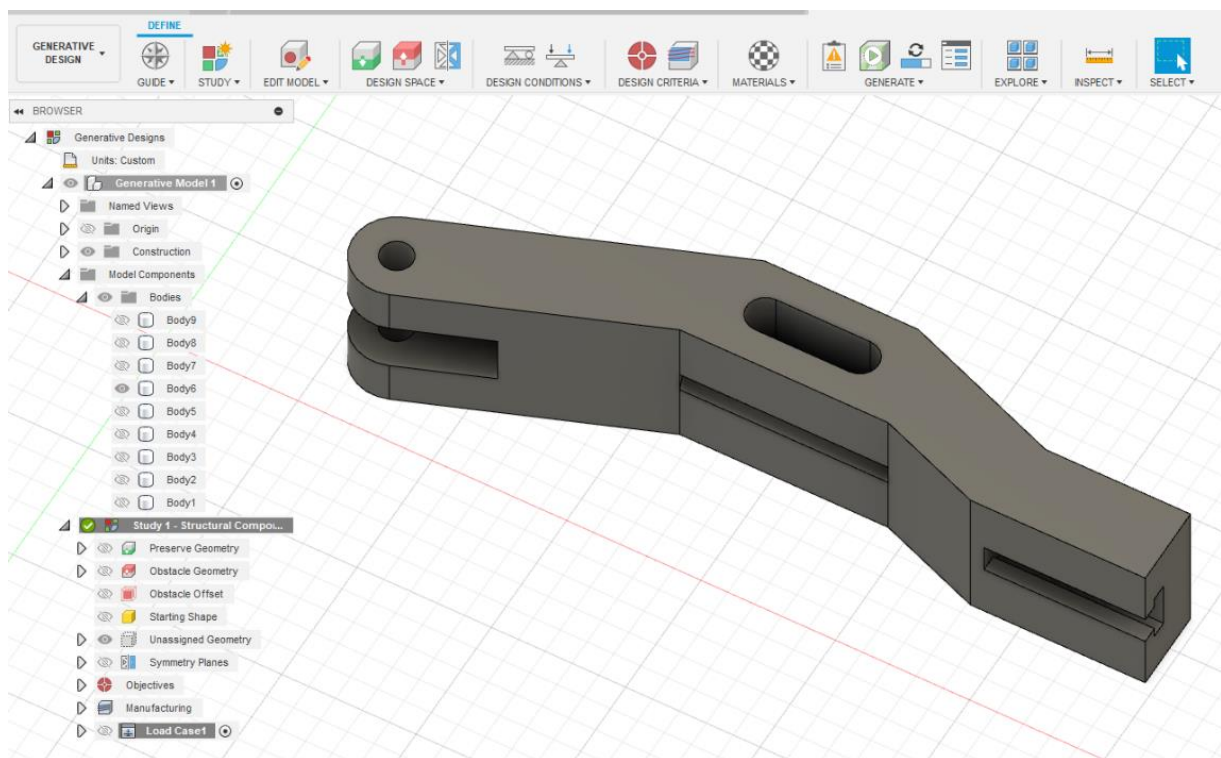 DEFINE
GENERATIVE DESIGN
GUIDE
STUDY
EDIT MODEL
DESIGN SPACE
DESIGN CONDITIONS
DESIGN CRITERIA
MATERIALS
GENERATE
EXPLORE
INSPECT
SELECT
BROWSER
Generative Designs
Units: Custom
Generative Model 1
Named Views
Origin
Construction
Model Components
Bodies
Body9
Body8
Body7
Body6
Body5
Body4
Body3
Body2
Body1
Study 1 - Structural Compo...
Preserve Geometry
Obstacle Geometry
Obstacle Offset
Starting Shape
Unassigned Geometry
Symmetry Planes
Objectives
Manufacturing
Load Case1